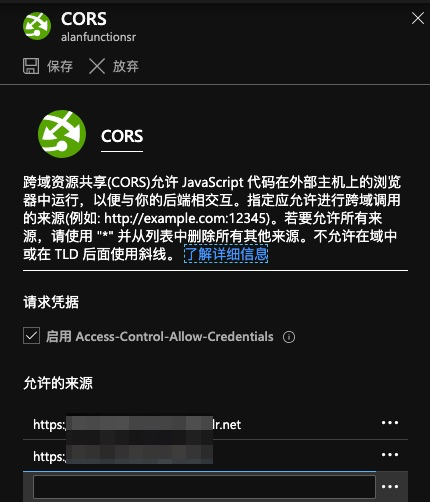 CORS
alanfunctionsr
保存 放弃
CORS
跨域资源共享(CORS)允许 JavaScript 代码在外部主机上的浏览
器中运行，以便与你的后端相交互。指定应允许进行跨域调用
的来源(例如: http://example.com:12345)。若要允许所有来
源，请使用 "*" 并从列表中删除所有其他来源。不允许在域中
或在 TLD 后面使用斜线。 了解详细信息
请求凭据
启用 Access-Control-Allow-Credentials
允许的来源
https: lr.net
https: